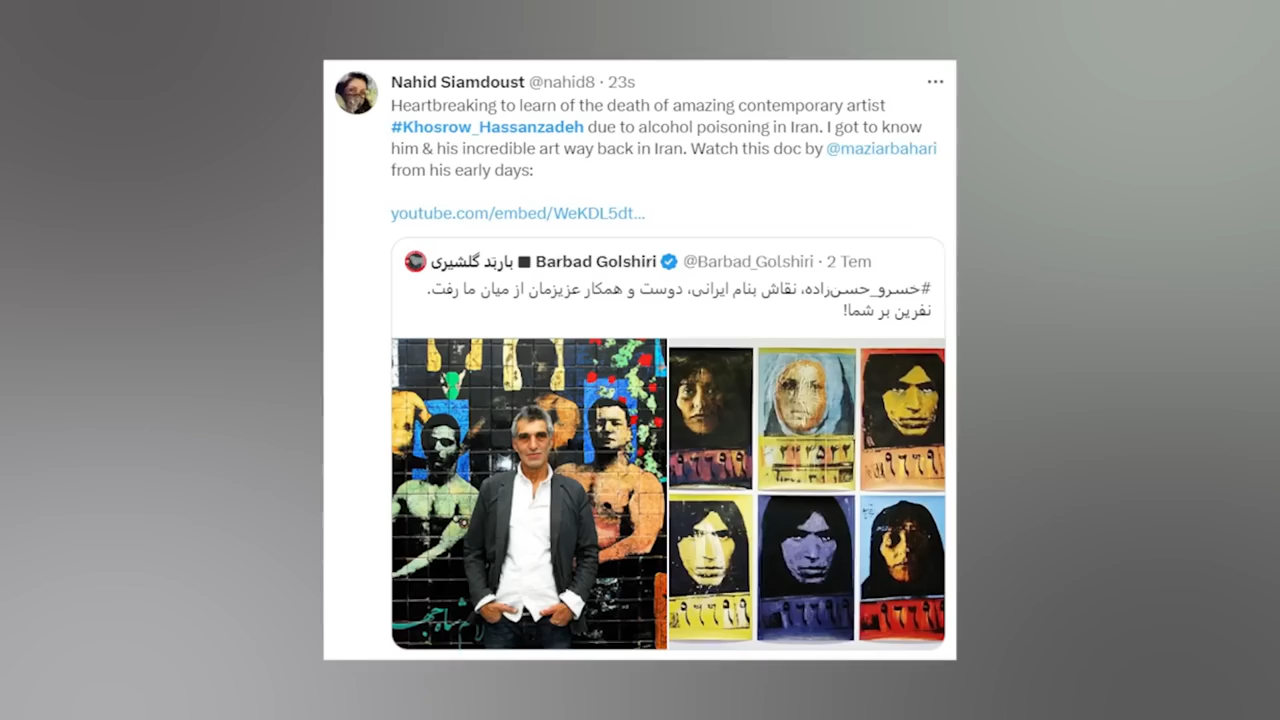 Nahid Siamdoust @nahid8 · 23s
Heartbreaking to learn of the death of amazing contemporary artist
#Khosrow_Hassanzadeh due to alcohol poisoning in Iran. I got to know
him & his incredible art way back in Iran. Watch this doc by @maziarbahari
from his early days:
youtube.com/embed/WeKDL5dt...
باربَد گلشیری ■ Barbad Golshiri @Barbad_Golshiri · 2 Tem
#خسرو_حسن‌زاده، نقاش بنام ایرانی، دوست و همکار عزیزمان از میان ما رفت.
نفرین بر شما!